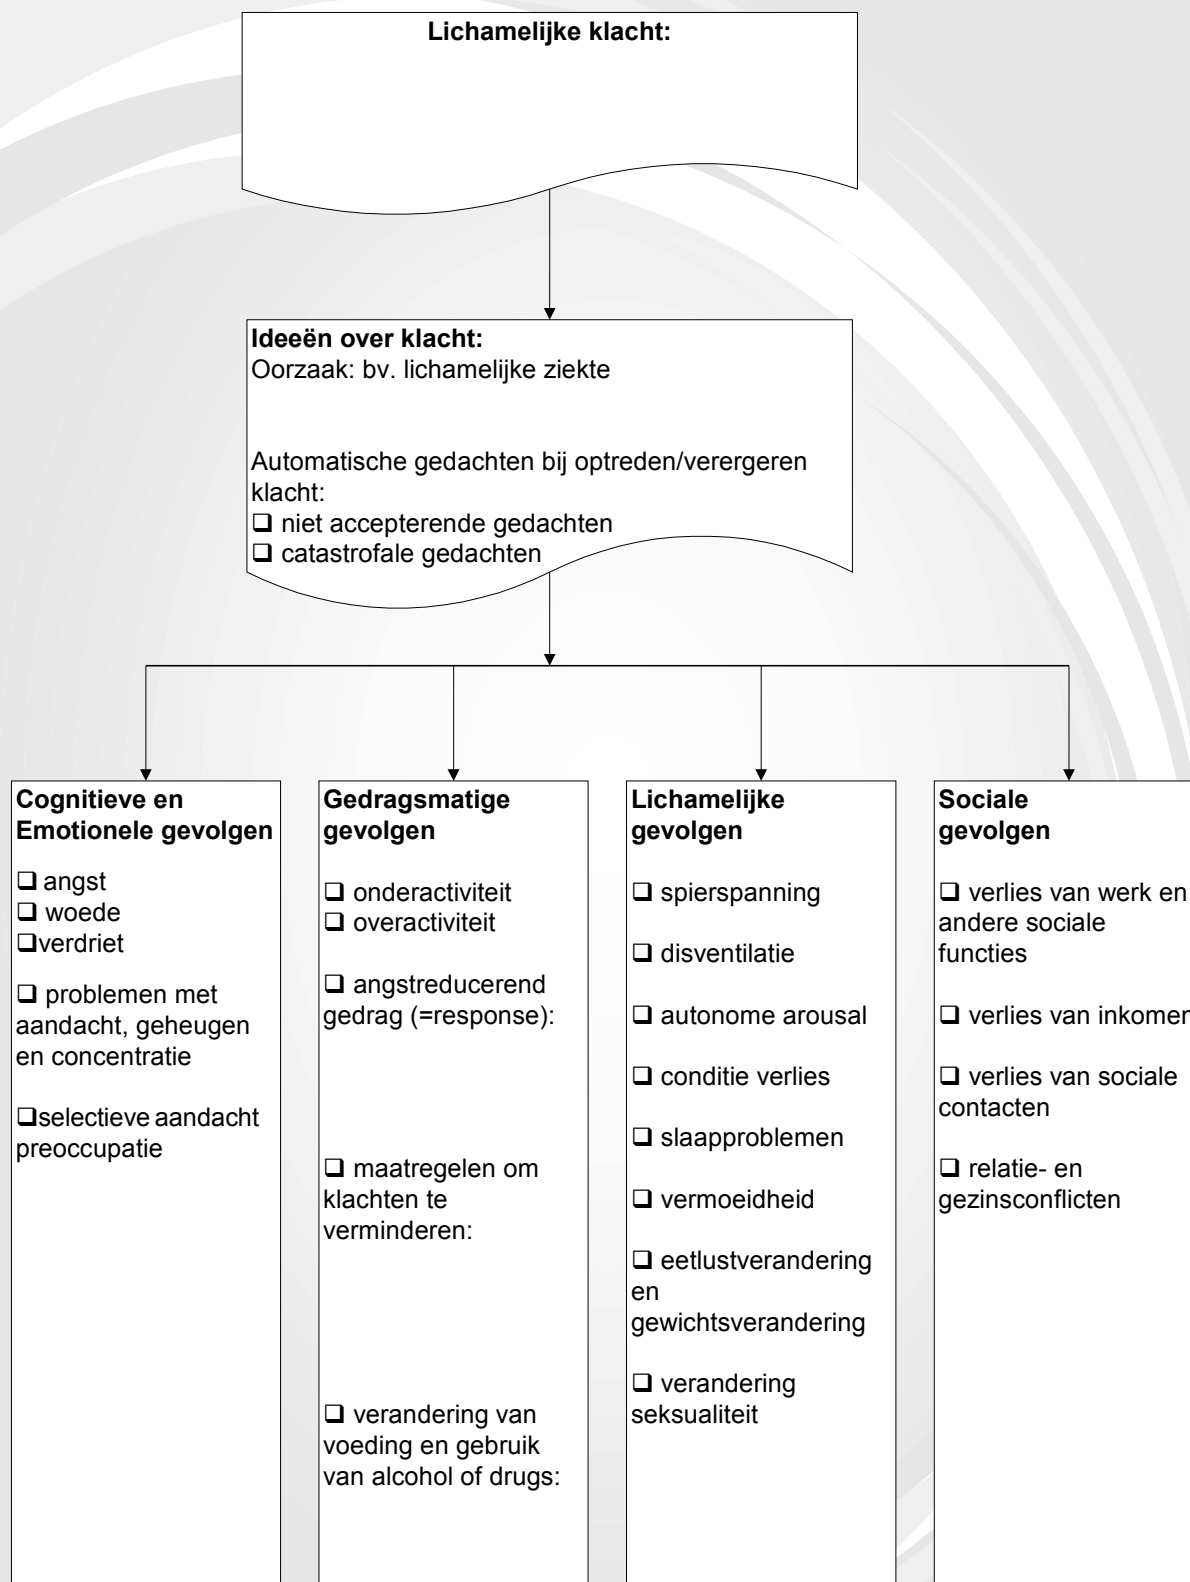 Lichamelijke klacht:
Ideeën over klacht:
Oorzaak: bv. lichamelijke ziekte
Automatische gedachten bij optreden/verergeren
klacht:
❑ niet accepterende gedachten
❑ catastrofale gedachten
Cognitieve en
Emotionele gevolgen
❑ angst
❑ woede
❑verdriet
❑ problemen met
aandacht, geheugen
en concentratie
❑selectieve aandacht
preoccupatie
Gedragsmatige
gevolgen
❑ onderactiviteit
❑ overactiviteit
❑ angstreducerend
gedrag (=response):
❑ maatregelen om
klachten te
verminderen:
❑ verandering van
voeding en gebruik
van alcohol of drugs:
Lichamelijke
gevolgen
❑ spierspanning
❑ disventilatie
❑ autonome arousal
❑ conditie verlies
❑ slaapproblemen
❑ vermoeidheid
❑ eetlustverandering
en
gewichtsverandering
❑ verandering
seksualiteit
Sociale
gevolgen
❑ verlies van werk en
andere sociale
functies
❑ verlies van inkomen
❑ verlies van sociale
contacten
❑ relatie- en
gezinsconflicten